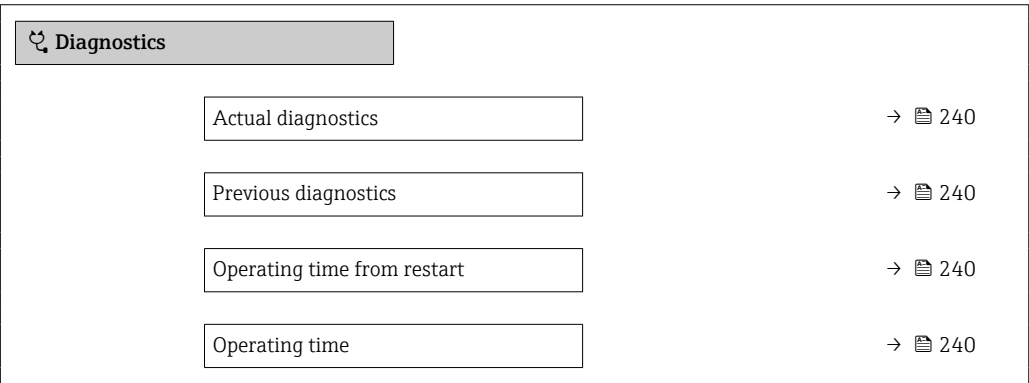 Diagnostics
Actual diagnostics → 240
Previous diagnostics → 240
Operating time from restart → 240
Operating time → 240